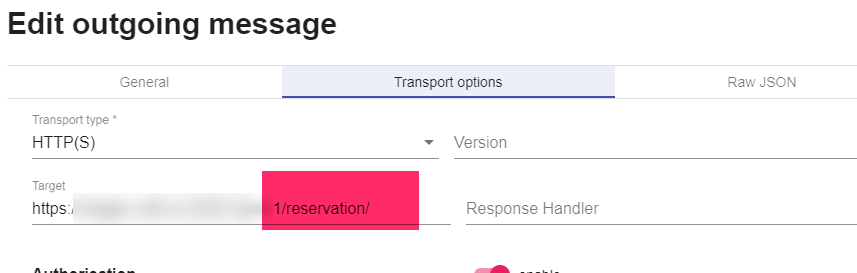 Edit outgoing message
General Transport options Raw JSON
Transport type *
HTTP(S) Version
Target
https:/ 1/reservation/ Response Handler
Authorisation enable